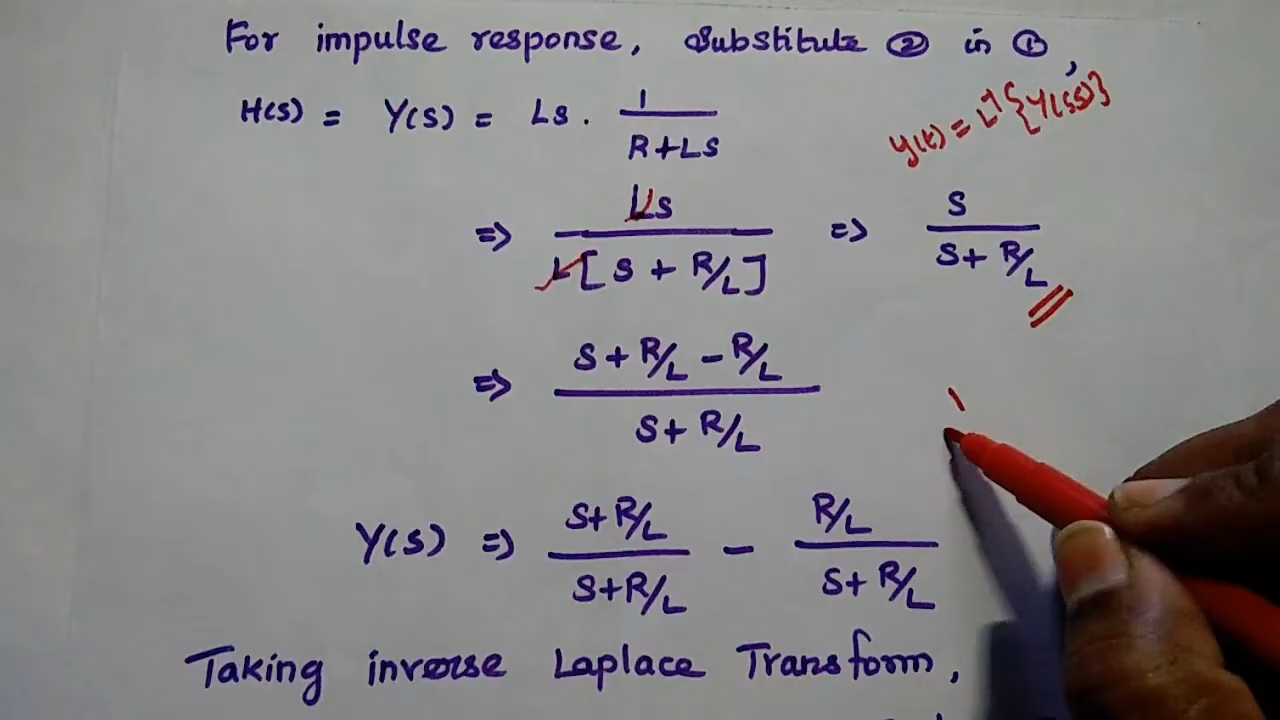 For impulse response, Substitute ② in ①,
H(s) = Y(s) = Ls . 1 / R+Ls
y(t) = L⁻¹{Y(s)}
=> Ls / L[s + R/L] => s / s + R/L
=> s + R/L - R/L / s + R/L
Y(s) => s+R/L / s+R/L - R/L / s + R/L
Taking inverse Laplace Transform,